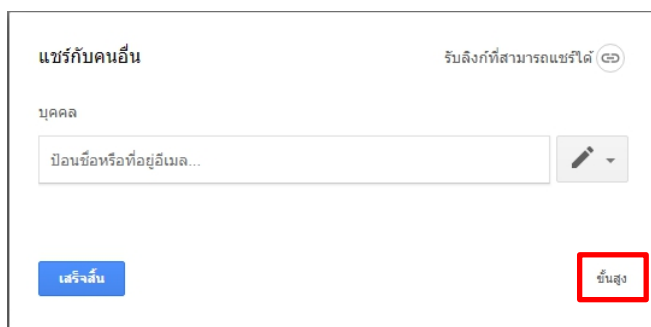 แชร์กับคนอื่น
รับลิงก์ที่สามารถแชร์ได้
บุคคล
ป้อนชื่อหรือที่อยู่อีเมล...
เสร็จสิ้น
ขั้นสูง